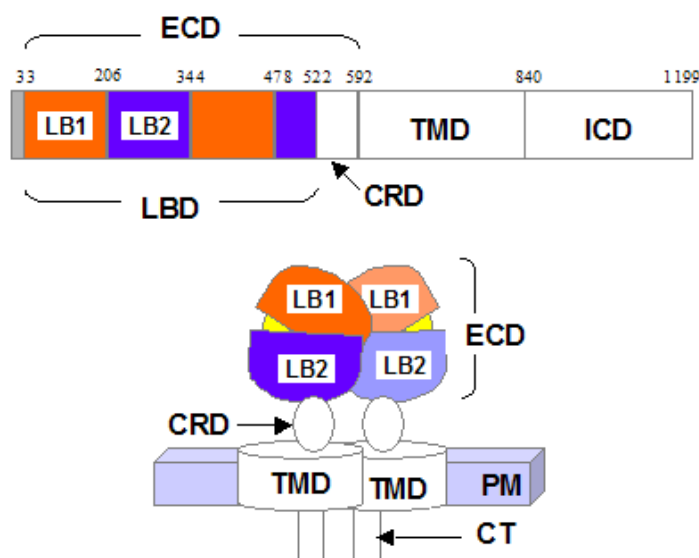 ECD
33 206 344 478 522 592 840 1199
LB1 LB2 TMD ICD
LBD CRD
LB1 LB1
ECD
LB2 LB2
CRD
TMD TMD PM
CT